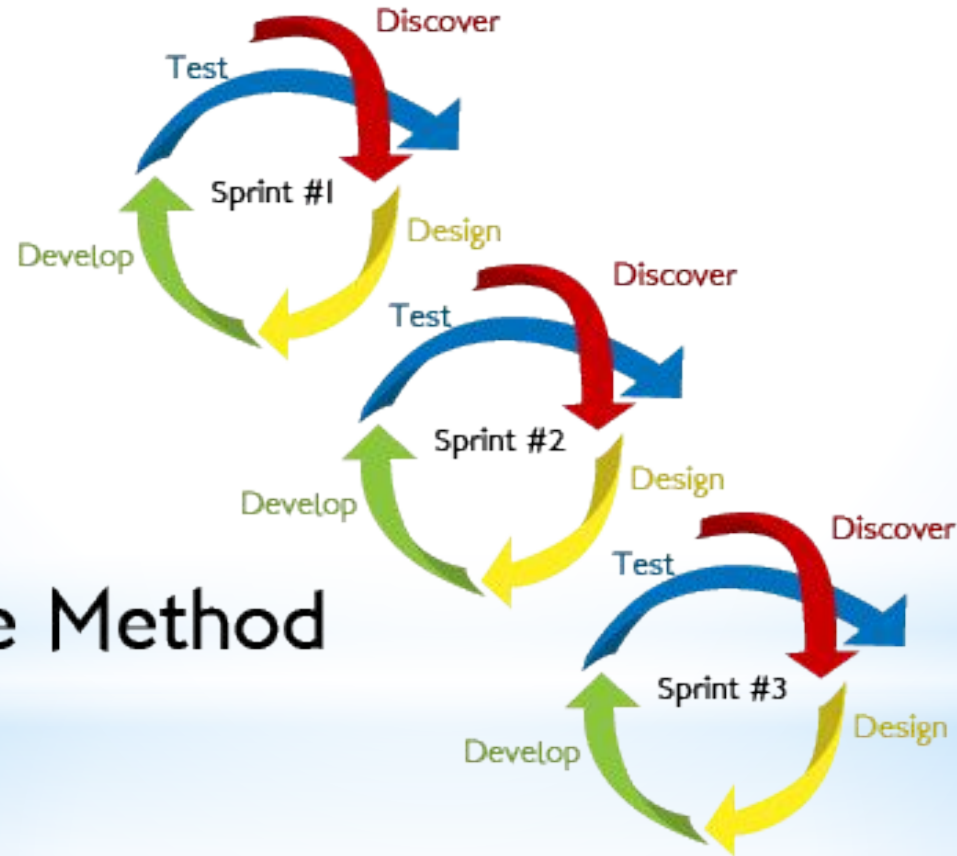 Discover
Test
Sprint #1
Design
Develop
Discover
Test
Sprint #2
Design
Develop
Discover
Test
Sprint #3
Design
Develop
e Method